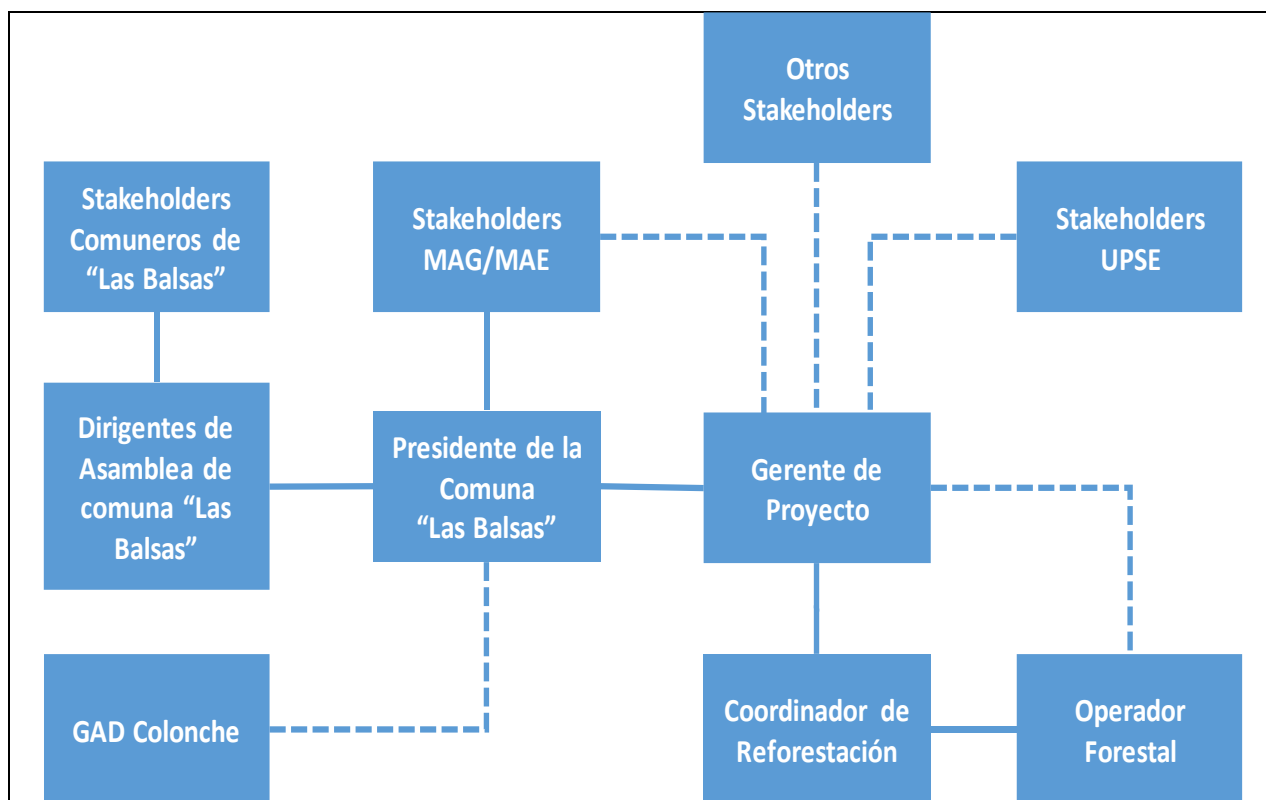 Otros
Stakeholders
Stakeholders
Comuneros de
“Las Balsas”
Stakeholders
MAG/MAE
Stakeholders
UPSE
Dirigentes de
Asamblea de
comuna “Las
Balsas”
Presidente de la
Comuna
“Las Balsas”
Gerente de
Proyecto
GAD Colonche
Coordinador de
Reforestación
Operador
Forestal